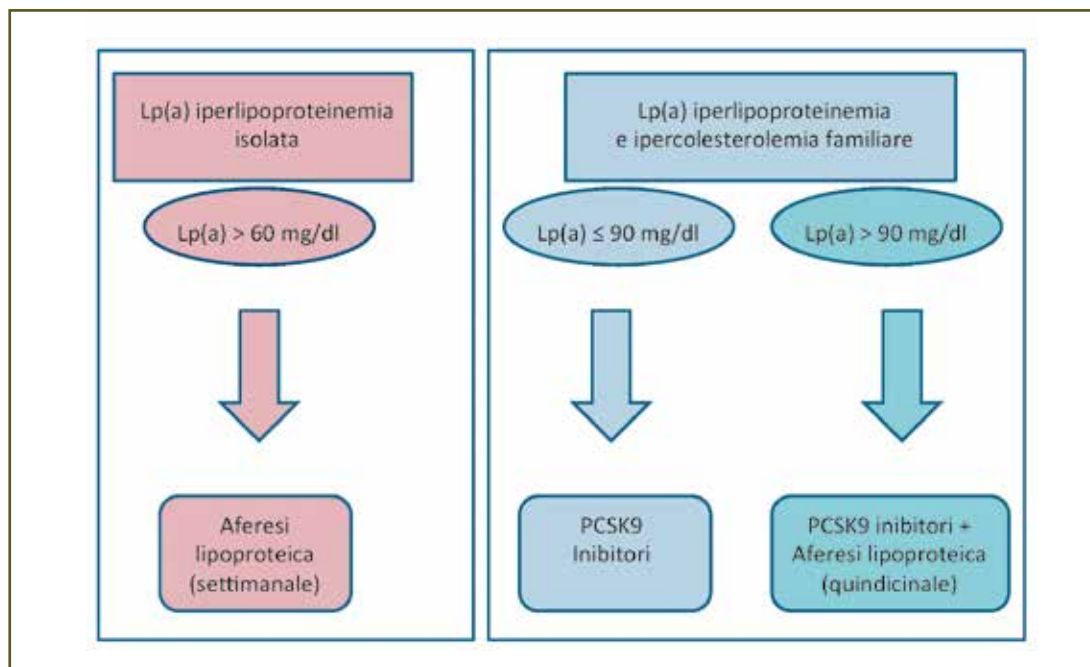 Lp(a) iperlipoproteinemia
isolata
Lp(a) > 60 mg/dl
Aferesi
lipoproteica
(settimanale)
Lp(a) iperlipoproteinemia
e ipercolesterolemia familiare
Lp(a) ≤ 90 mg/dl
Lp(a) > 90 mg/dl
PCSK9
Inibitori
PCSK9 inibitori +
Aferesi lipoproteica
(quindicinale)